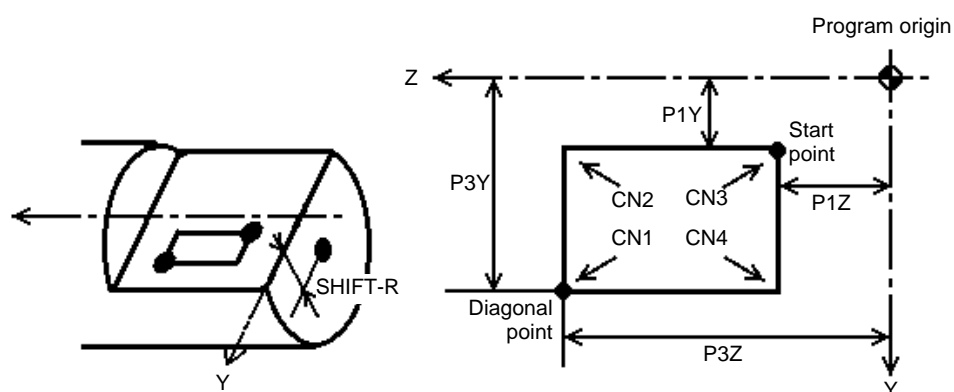 Program origin
Z
P1Y
Start
point
P3Y
CN2
CN3
P1Z
CN1
CN4
SHIFT-R
Diagonal
point
P3Z
Y
Y